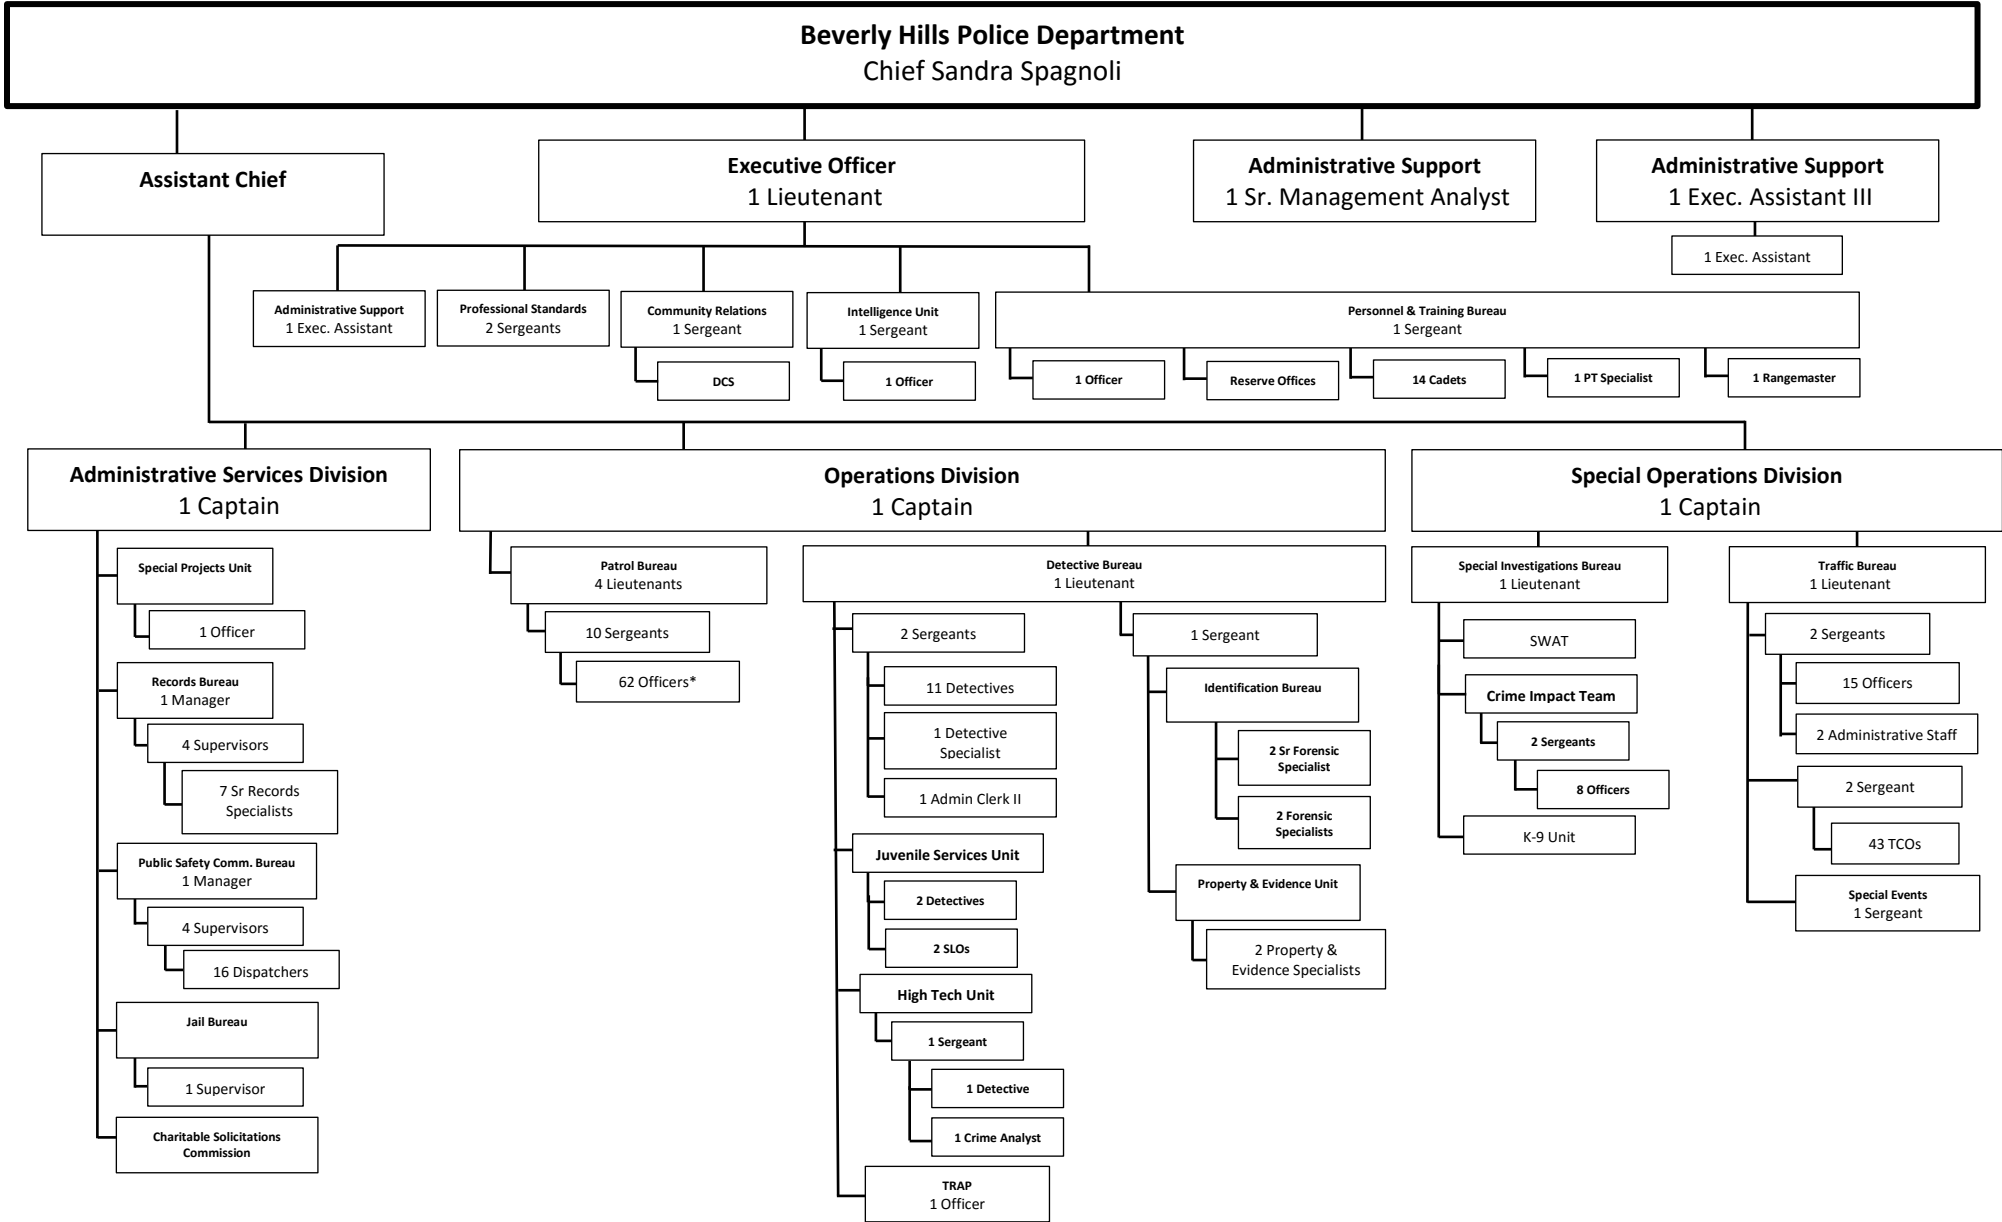 Beverly Hills Police Department
Chief Sandra Spagnoli
Assistant Chief
Executive Officer
1 Lieutenant
Administrative Support
1 Sr. Management Analyst
Administrative Support
1 Exec. Assistant III
1 Exec. Assistant
Administrative Support
1 Exec. Assistant
Professional Standards
2 Sergeants
Community Relations
1 Sergeant
DCS
Intelligence Unit
1 Sergeant
1 Officer
Personnel & Training Bureau
1 Sergeant
1 Officer
Reserve Offices
14 Cadets
1 PT Specialist
1 Rangemaster
Administrative Services Division
1 Captain
Special Projects Unit
1 Officer
Records Bureau
1 Manager
4 Supervisors
7 Sr Records
Specialists
Public Safety Comm. Bureau
1 Manager
4 Supervisors
16 Dispatchers
Jail Bureau
1 Supervisor
Charitable Solicitations
Commission
Operations Division
1 Captain
Patrol Bureau
4 Lieutenants
10 Sergeants
62 Officers*
Detective Bureau
1 Lieutenant
2 Sergeants
11 Detectives
1 Detective
Specialist
1 Admin Clerk II
Juvenile Services Unit
2 Detectives
2 SLOs
High Tech Unit
1 Sergeant
1 Detective
1 Crime Analyst
TRAP
1 Officer
1 Sergeant
Identification Bureau
2 Sr Forensic
Specialist
2 Forensic
Specialists
Property & Evidence Unit
2 Property &
Evidence Specialists
Special Operations Division
1 Captain
Special Investigations Bureau
1 Lieutenant
SWAT
Crime Impact Team
2 Sergeants
8 Officers
K-9 Unit
Traffic Bureau
1 Lieutenant
2 Sergeants
15 Officers
2 Administrative Staff
2 Sergeant
43 TCOs
Special Events
1 Sergeant